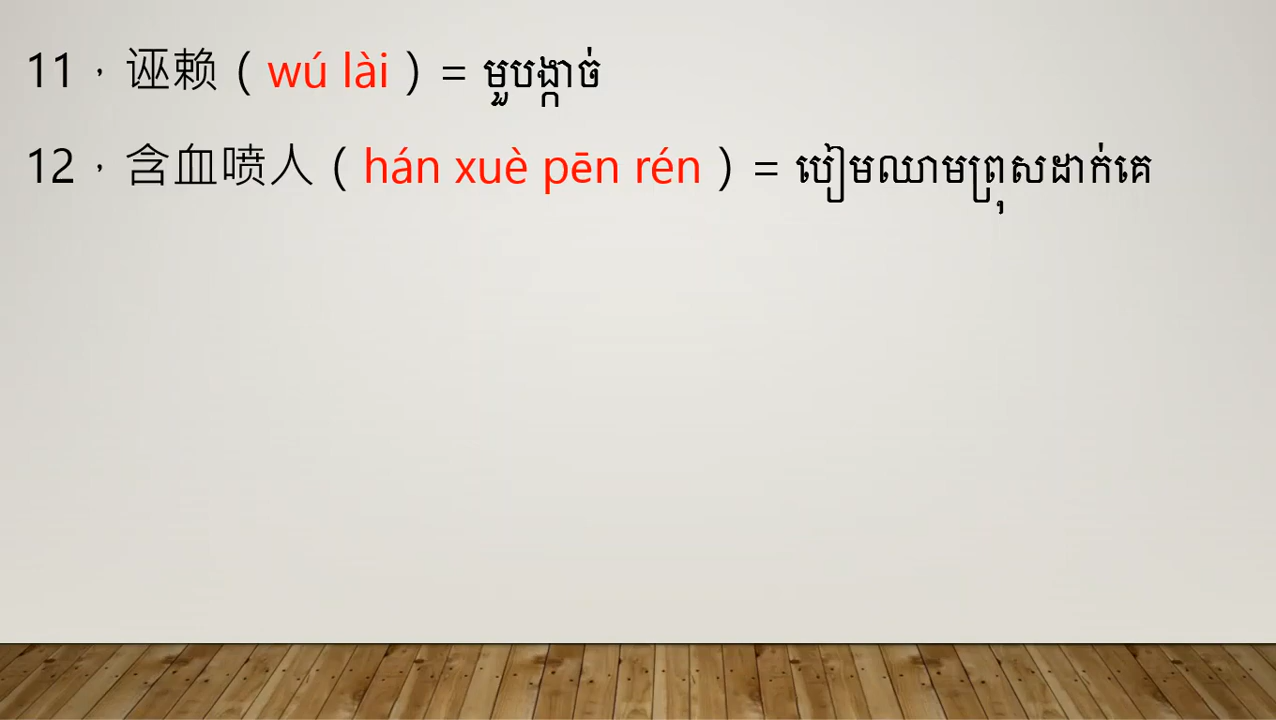 11，诬赖（wú lài）= មួបង្កាច់
12，含血喷人（hán xuè pēn rén）= បៀមឈាមព្រុសដាក់គេ